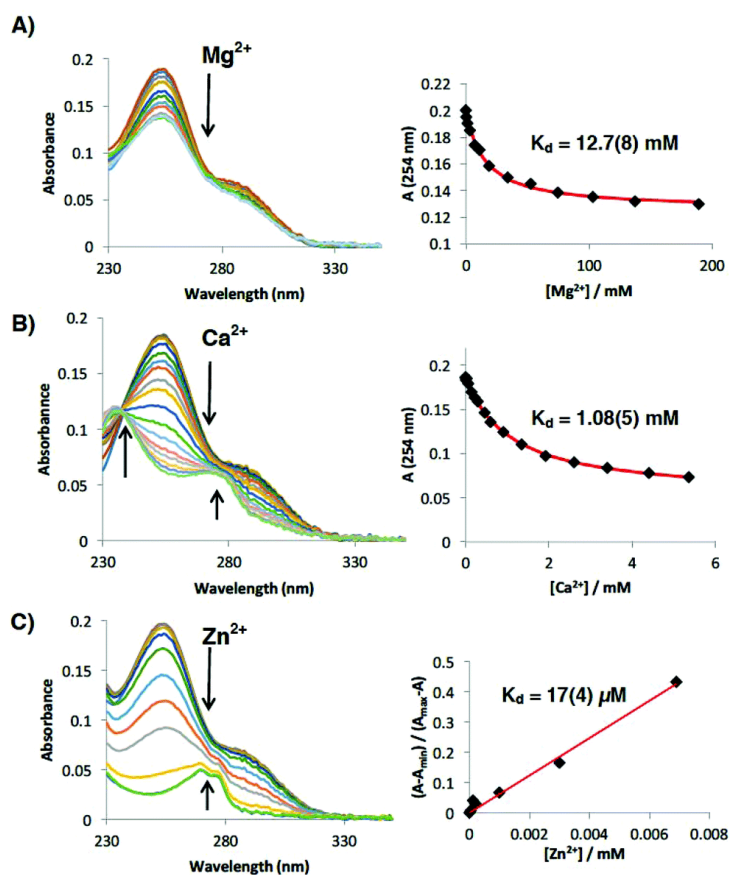 A)
Mg2+
Absorbance
0.2
0.15
0.1
0.05
0
230
280
330
Wavelength (nm)
A (254 nm)
0.22
0.2
0.18
0.16
0.14
0.12
0.1
Kd = 12.7(8) mM
0
100
200
[Mg2+] / mM
B)
Ca2+
Absorbannce
0.2
0.15
0.1
0.05
0
230
280
330
Wavelength (nm)
A (254 nm)
0.2
0.15
0.1
0.05
0
Kd = 1.08(5) mM
0
2
4
6
[Ca2+] / mM
C)
Zn2+
Absorbance
0.2
0.15
0.1
0.05
0
230
280
330
Wavelength (nm)
(A-Amin) / (Amax-A)
0.5
0.4
0.3
0.2
0.1
0
Kd = 17(4) µM
0
0.002
0.004
0.006
0.008
[Zn2+] / mM